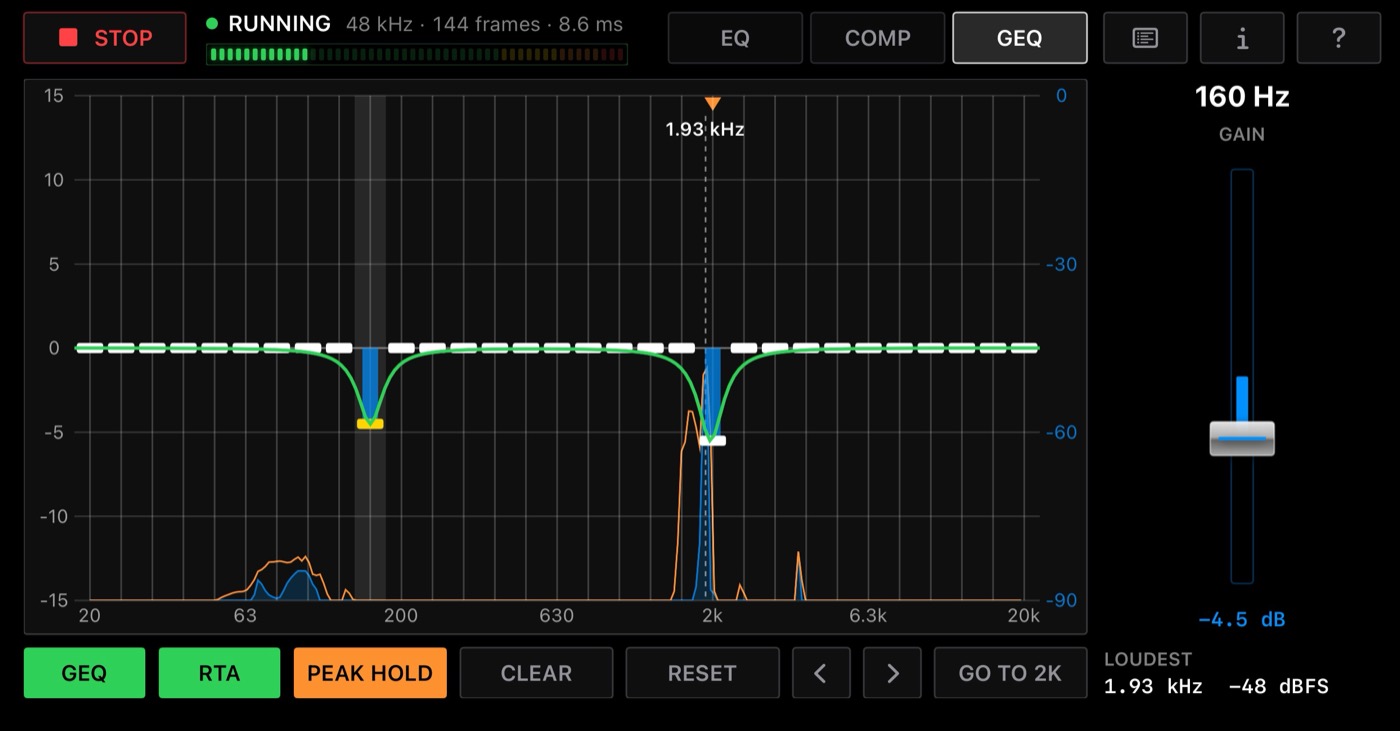 STOP
RUNNING 48 kHz · 144 frames · 8.6 ms
EQ
COMP
GEQ
i
?
15
10
5
0
-5
-10
-15
1.93 kHz
0
-30
-60
-90
20 63 200 630 2k 6.3k 20k
160 Hz
GAIN
−4.5 dB
GEQ
RTA
PEAK HOLD
CLEAR
RESET
<
>
GO TO 2K
LOUDEST
1.93 kHz −48 dBFS